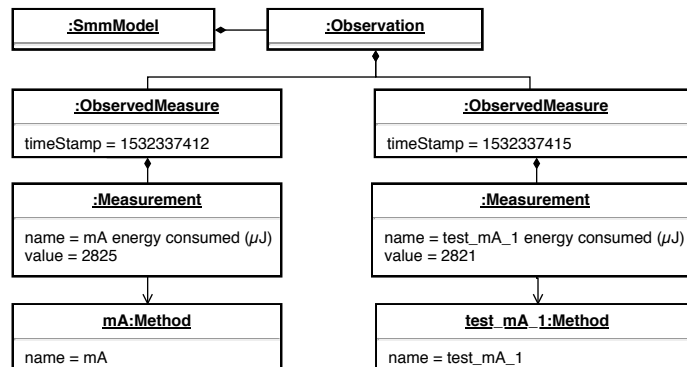 :SmmModel
:Observation
:ObservedMeasure
timeStamp = 1532337412
:ObservedMeasure
timeStamp = 1532337415
:Measurement
name = mA energy consumed (µJ)
value = 2825
:Measurement
name = test_mA_1 energy consumed (µJ)
value = 2821
mA:Method
name = mA
test_mA_1:Method
name = test_mA_1